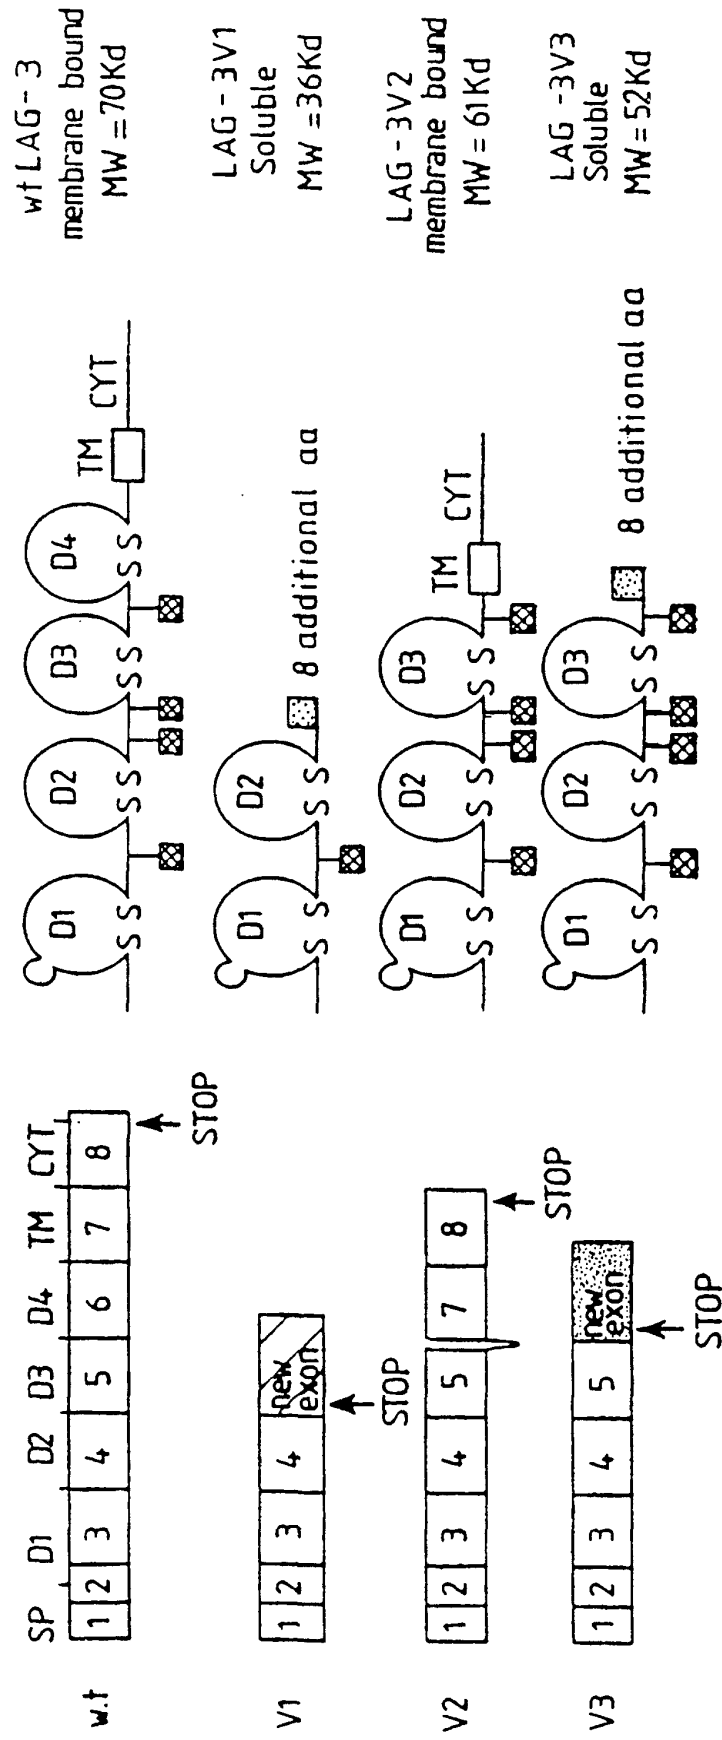 SP D1 D2 D3 D4 TM CYT
w.t 1 2 3 4 5 6 7 8
STOP
D1 D2 D3 D4 TM CYT
S S S S S S S S
wt LAG-3
membrane bound
MW = 70Kd
V1 1 2 3 4 new exon
STOP
D1 D2 8 additional aa
S S S S
LAG-3V1
Soluble
MW = 36Kd
V2 1 2 3 4 5 7 8
STOP
D1 D2 D3 TM CYT
S S S S S S
LAG-3V2
membrane bound
MW = 61Kd
V3 1 2 3 4 5 new exon
STOP
D1 D2 D3 8 additional aa
S S S S S S
LAG-3V3
Soluble
MW = 52Kd